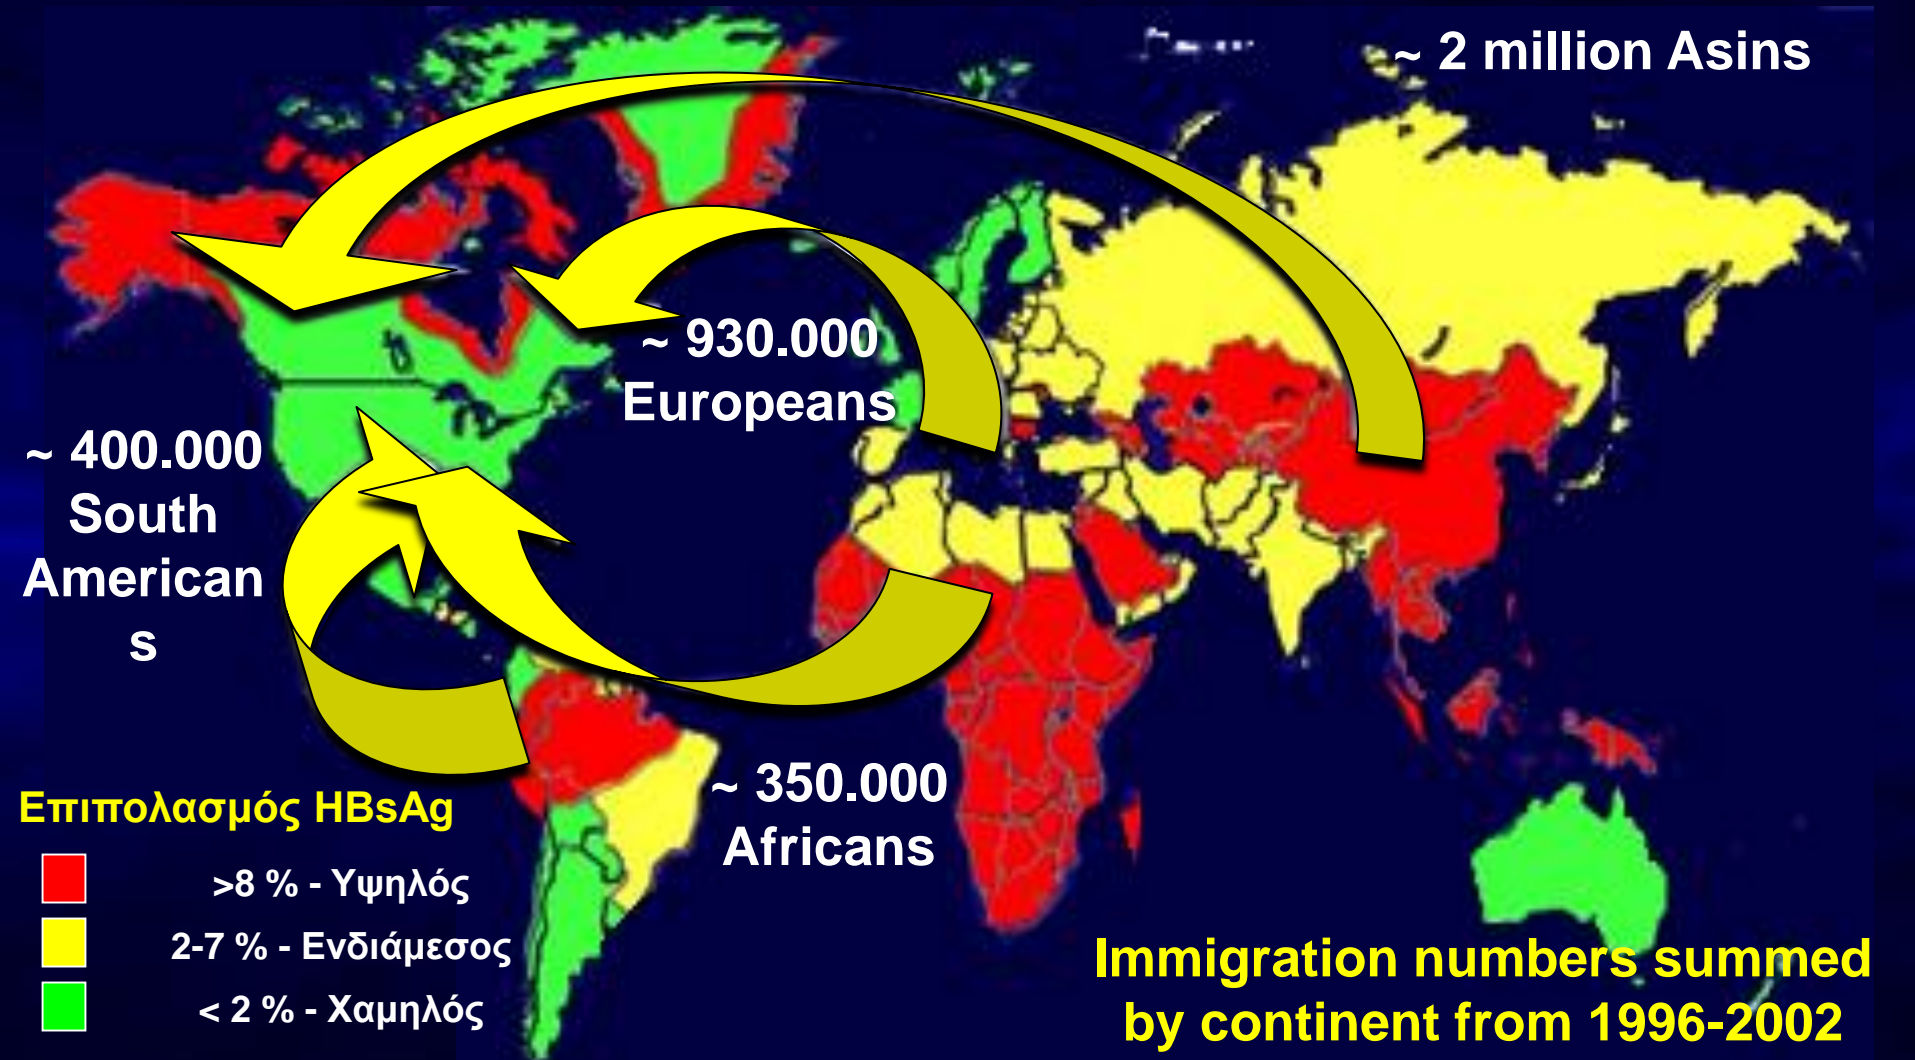 ~ 2 million Asins
~ 930.000
Europeans
~ 400.000
South
American
s
~ 350.000
Africans
Επιπολασμός HBsAg
>8 % - Υψηλός
2-7 % - Ενδιάμεσος
< 2 % - Χαμηλός
Immigration numbers summed
by continent from 1996-2002